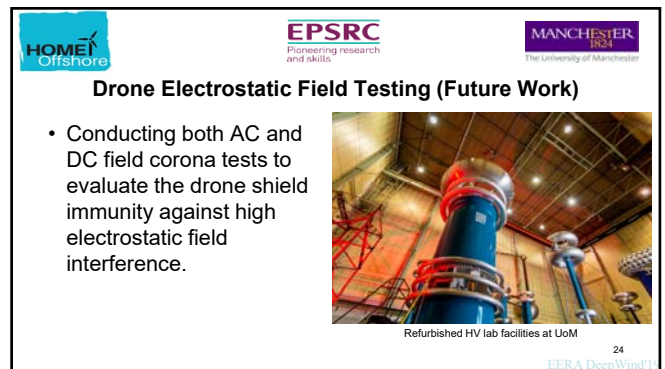 HOME
Offshore
EPSRC
Pioneering research
and skills
MANCHESTER
1824
The University of Manchester
Drone Electrostatic Field Testing (Future Work)
• Conducting both AC and
DC field corona tests to
evaluate the drone shield
immunity against high
electrostatic field
interference.
Refurbished HV lab facilities at UoM
24
EERA DeepWind'19